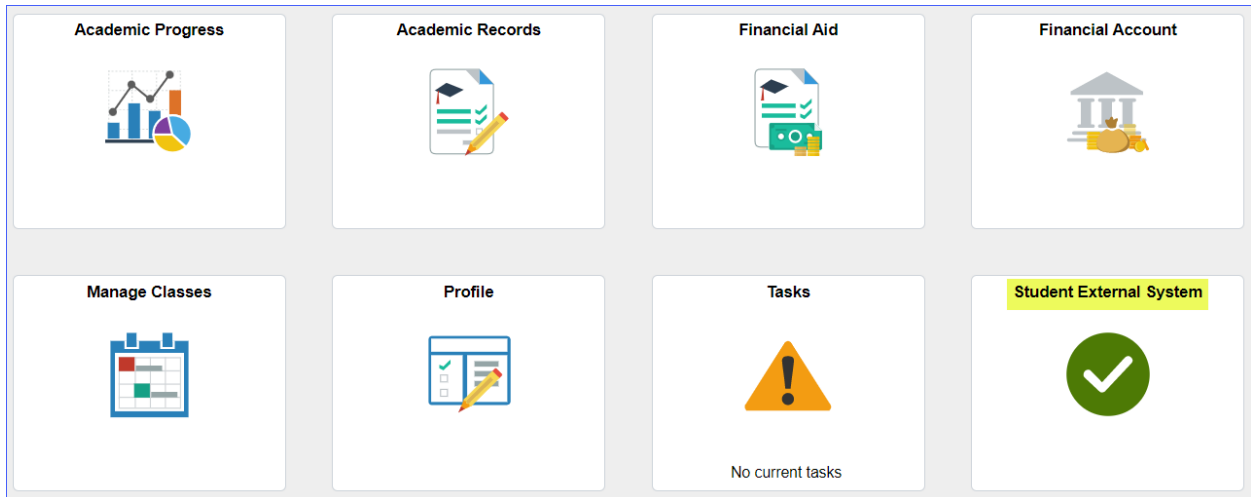 Academic Progress
Academic Records
Financial Aid
Financial Account
Manage Classes
Profile
Tasks
Student External System
No current tasks